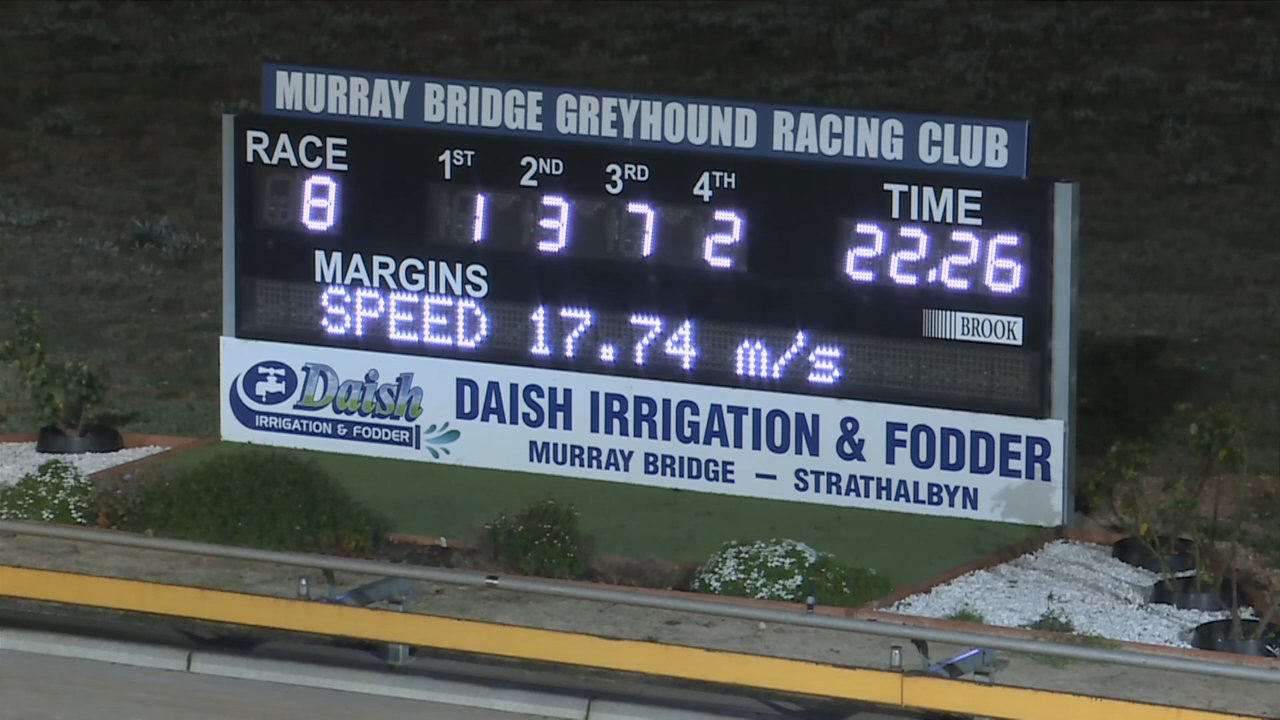 MURRAY BRIDGE GREYHOUND RACING CLUB
RACE 1ST 2ND 3RD 4TH TIME
8 1 3 7 2 22.26
MARGINS
SPEED 17.74 m/s
BROOK
Daish
IRRIGATION & FODDER
DAISH IRRIGATION & FODDER
MURRAY BRIDGE – STRATHALBYN